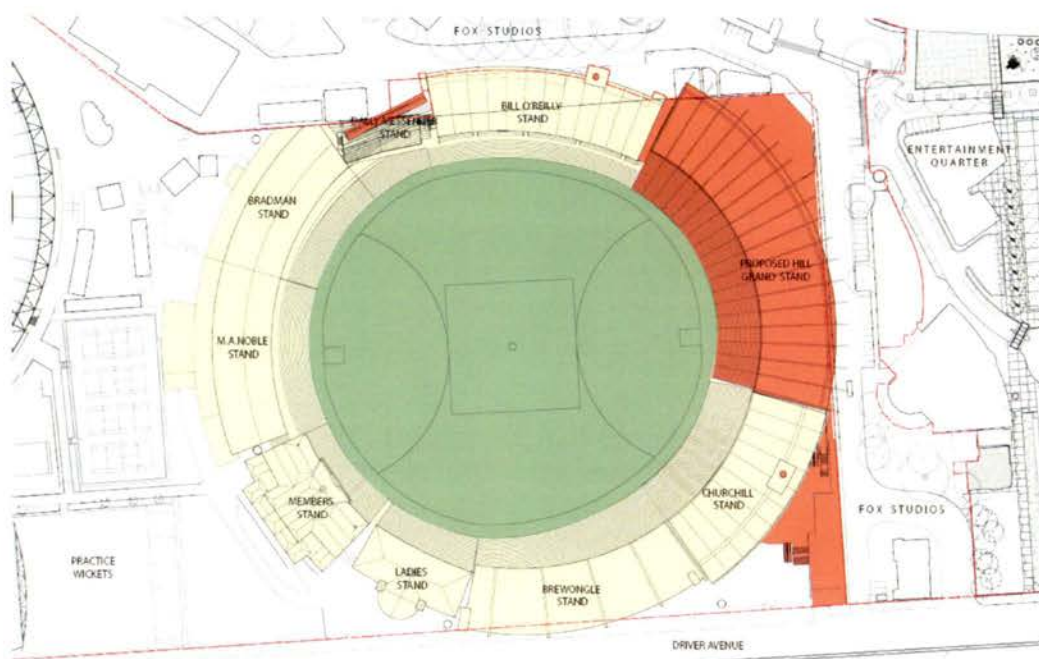 FOX STUDIOS
BILL O'REILLY
STAND
STAND
ENTERTAINMENT
QUARTER
BRADMAN
STAND
PROPOSED HILL
GRAND STAND
M.A.NOBLE
STAND
CHURCHILL
STAND
MEMBERS
STAND
FOX STUDIOS
PRACTICE
WICKETS
LADIES
STAND
BREWONGLE
STAND
DRIVER AVENUE